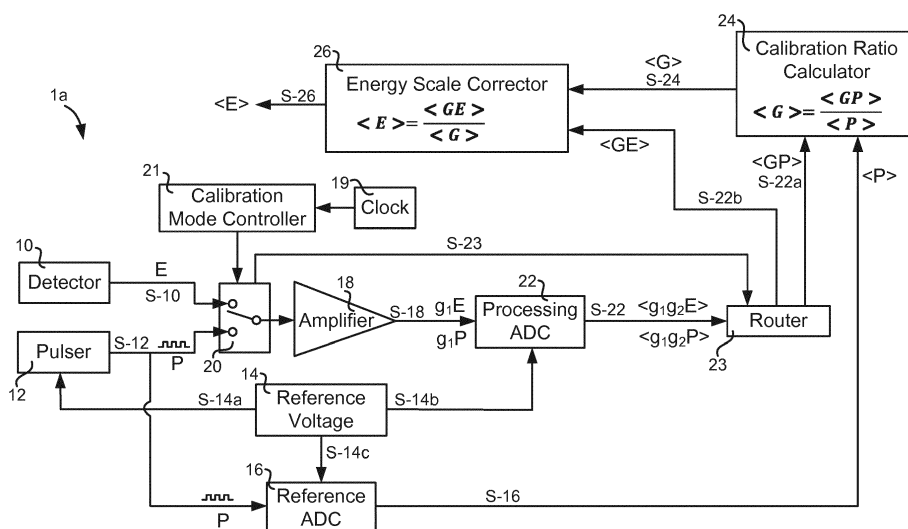 24
Calibration Ratio
Calculator
<G>= <GP>
<P>
26
Energy Scale Corrector
<E>= <GE>
<G>
<G>
S-24
<E>
S-26
1a
<GE>
<GP>
S-22a
<P>
S-22b
21
Calibration
Mode Controller
19
Clock
S-23
10
Detector
E
S-10
18
Amplifier
S-18
g1E
g1P
22
Processing
ADC
S-22
<g1g2E>
<g1g2P>
Router
23
Pulser
12
S-12
P
20
14
Reference
Voltage
S-14a
S-14b
S-14c
16
Reference
ADC
P
S-16